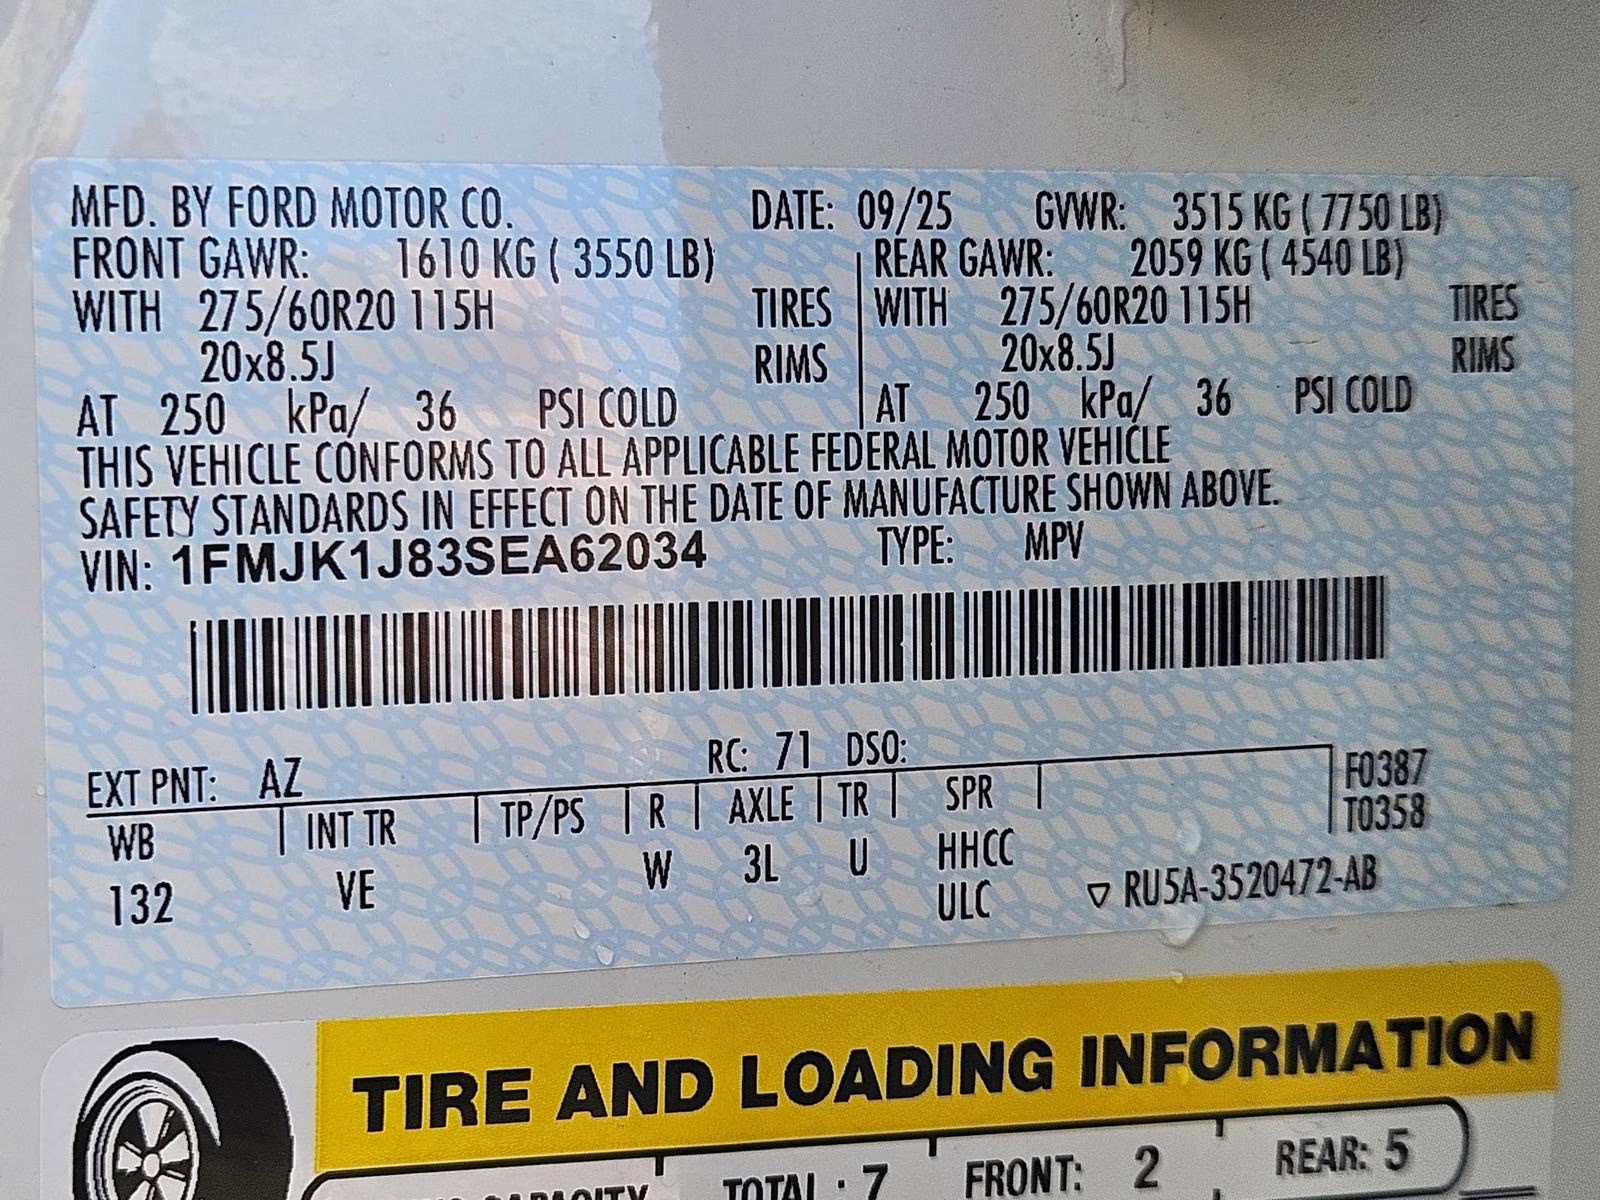 MFD. BY FORD MOTOR CO. DATE: 09/25 GVWR: 3515 KG ( 7750 LB)
FRONT GAWR: 1610 KG ( 3550 LB) REAR GAWR: 2059 KG ( 4540 LB)
WITH 275/60R20 115H TIRES WITH 275/60R20 115H TIRES
20x8.5J RIMS 20x8.5J RIMS
AT 250 kPa/ 36 PSI COLD AT 250 kPa/ 36 PSI COLD
THIS VEHICLE CONFORMS TO ALL APPLICABLE FEDERAL MOTOR VEHICLE
SAFETY STANDARDS IN EFFECT ON THE DATE OF MANUFACTURE SHOWN ABOVE.
VIN: 1FMJK1J83SEA62034 TYPE: MPV
EXT PNT: AZ RC: 71 DSO:
WB INT TR TP/PS R AXLE TR SPR F0387
T0358
132 VE W 3L U HHCC
ULC ▽ RU5A-3520472-AB
TIRE AND LOADING INFORMATION
CAPACITY TOTAL : 7 FRONT: 2 REAR: 5